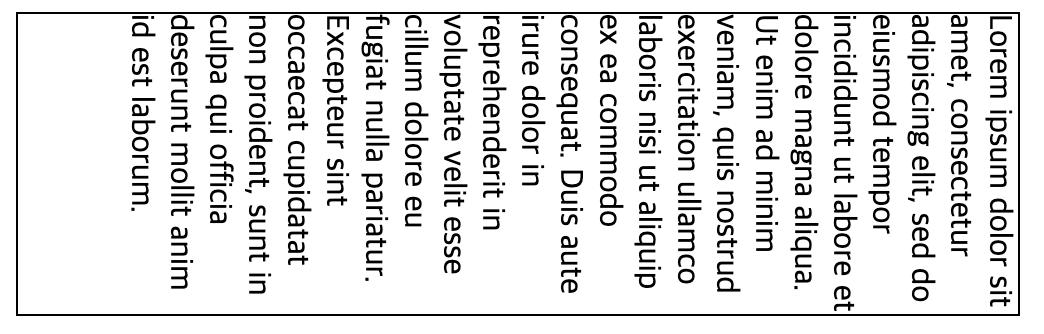 Lorem ipsum dolor sit
amet, consectetur
adipiscing elit, sed do
eiusmod tempor
incididunt ut labore et
dolore magna aliqua.
Ut enim ad minim
veniam, quis nostrud
exercitation ullamco
laboris nisi ut aliquip
ex ea commodo
consequat. Duis aute
irure dolor in
reprehenderit in
voluptate velit esse
cillum dolore eu
fugiat nulla pariatur.
Excepteur sint
occaecat cupidatat
non proident, sunt in
culpa qui officia
deserunt mollit anim
id est laborum.